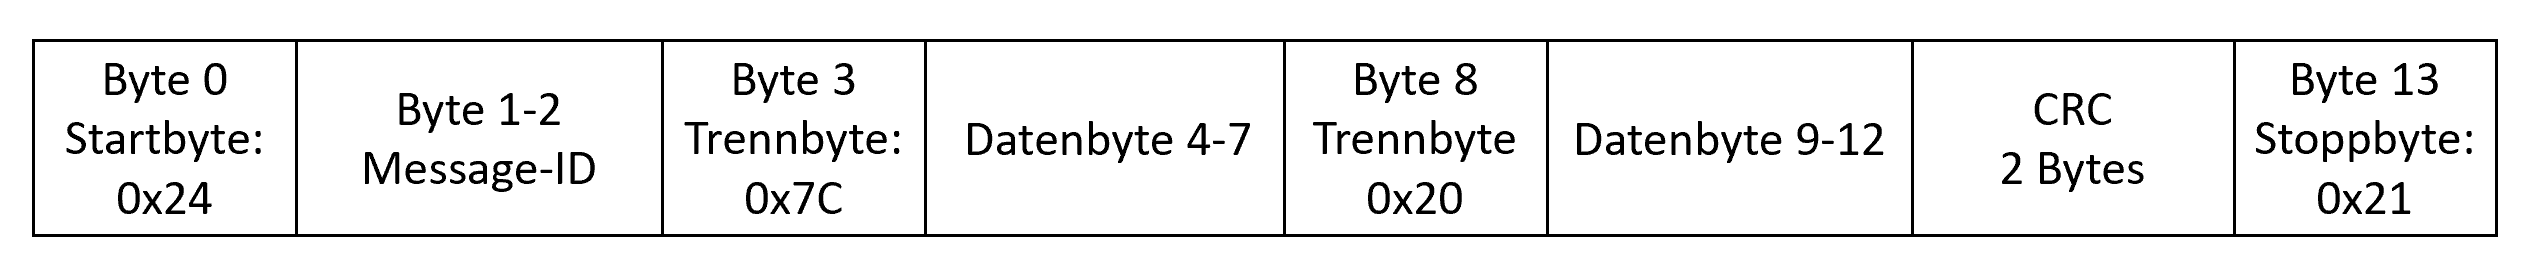 Byte 0
Startbyte:
0x24
Byte 1-2
Message-ID
Byte 3
Trennbyte:
0x7C
Datenbyte 4-7
Byte 8
Trennbyte
0x20
Datenbyte 9-12
CRC
2 Bytes
Byte 13
Stoppbyte:
0x21